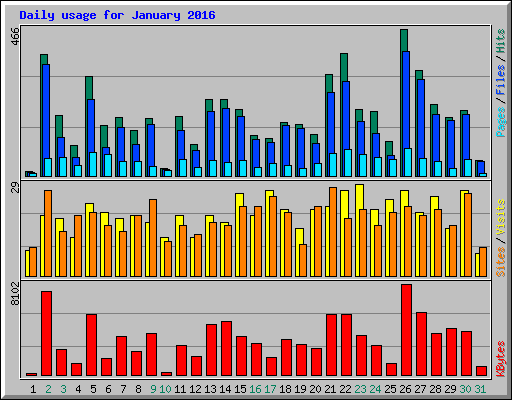 Daily usage for January 2016
466
Pages / Files / Hits
29
Sites / Visits
8102
KBytes
1 2 3 4 5 6 7 8 9 10 11 12 13 14 15 16 17 18 19 20 21 22 23 24 25 26 27 28 29 30 31